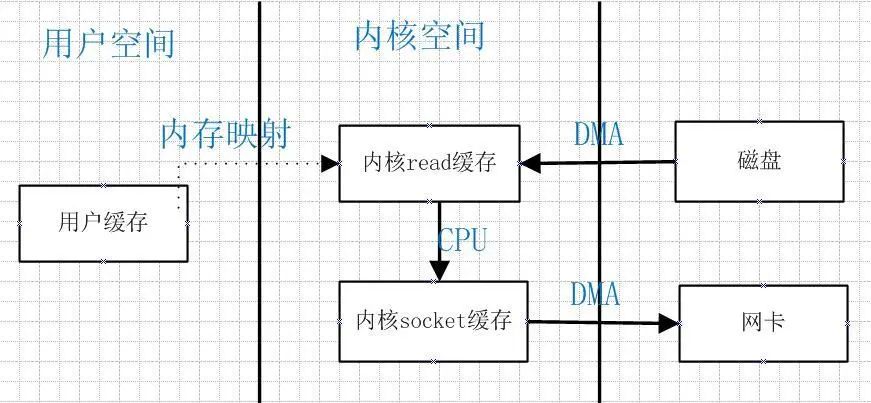 用户空间
内核空间
内存映射
DMA
内核read缓存
磁盘
用户缓存
CPU
DMA
内核socket缓存
网卡